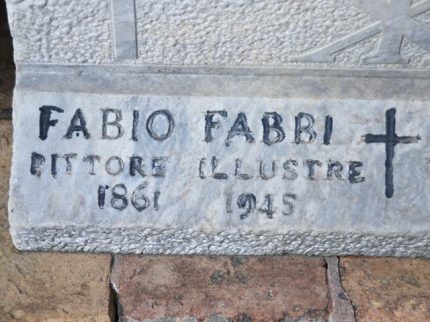 FABIO FABBI
PITTORE ILLUSTRE
1861 1945